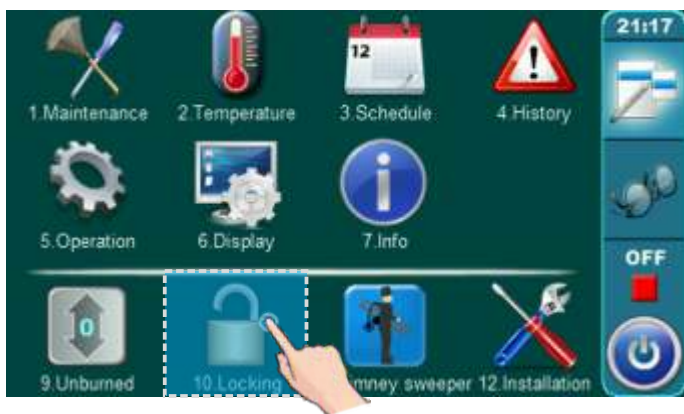 21:17
12
1.Maintenance 2.Temperature 3.Schedule 4.History
5.Operation 6.Display 7.Info
OFF
0
9.Unburned 10.Locking mney sweeper 12.Installation